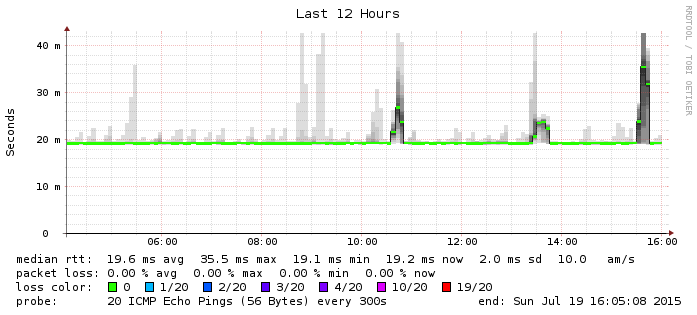 Last 12 Hours
RRDTOOL / TOBI OETIKER
Seconds
40 m
30 m
20 m
10 m
0
06:00 08:00 10:00 12:00 14:00 16:00
median rtt: 19.6 ms avg 35.5 ms max 19.1 ms min 19.2 ms now 2.0 ms sd 10.0 am/s
packet loss: 0.00 % avg 0.00 % max 0.00 % min 0.00 % now
loss color: 0 1/20 2/20 3/20 4/20 10/20 19/20
probe: 20 ICMP Echo Pings (56 Bytes) every 300s end: Sun Jul 19 16:05:08 2015